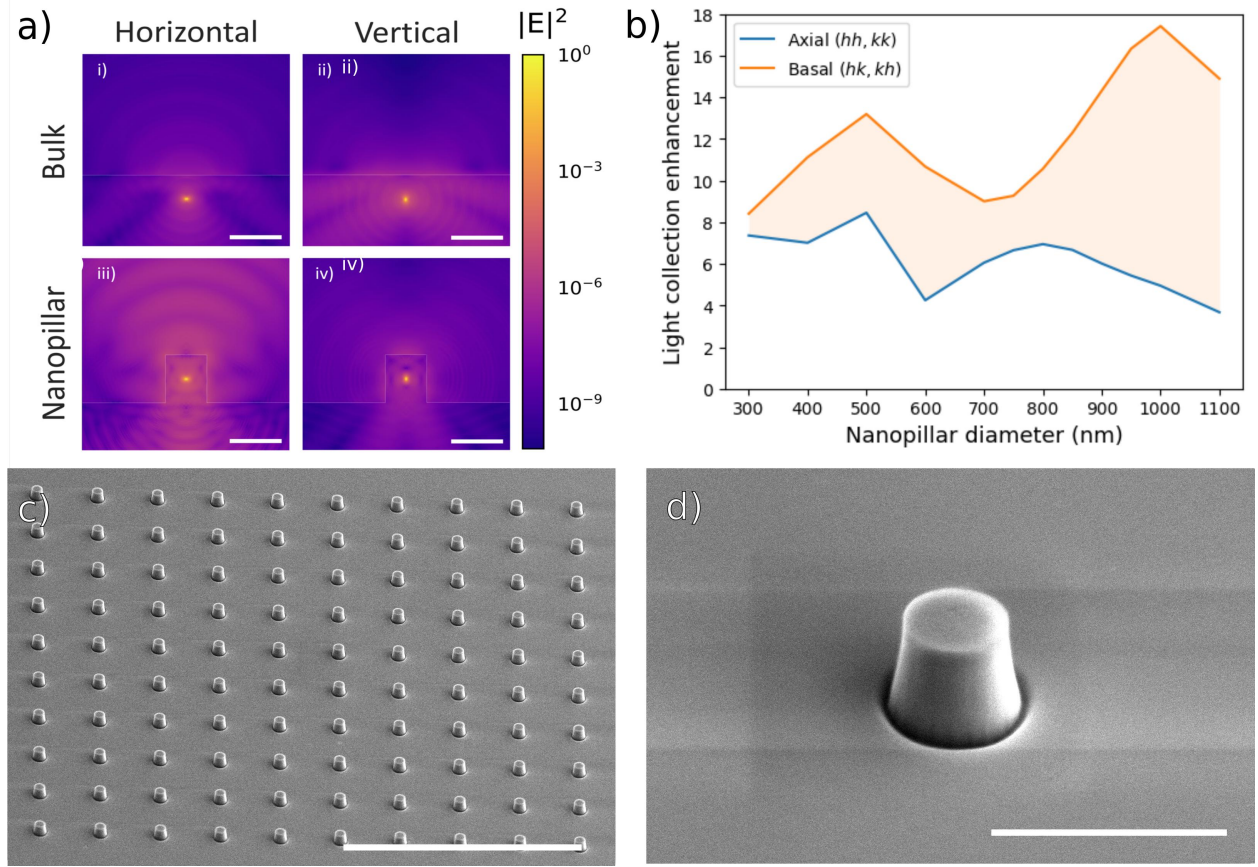 a)
Horizontal
Vertical
|E|²
i)
ii)
ii)
Bulk
iii)
iv)
iv)
Nanopillar
10⁰
10⁻³
10⁻⁶
10⁻⁹
b)
Axial (hh, kk)
Basal (hk, kh)
Light collection enhancement
18
16
14
12
10
8
6
4
2
0
300 400 500 600 700 800 900 1000 1100
Nanopillar diameter (nm)
c)
d)